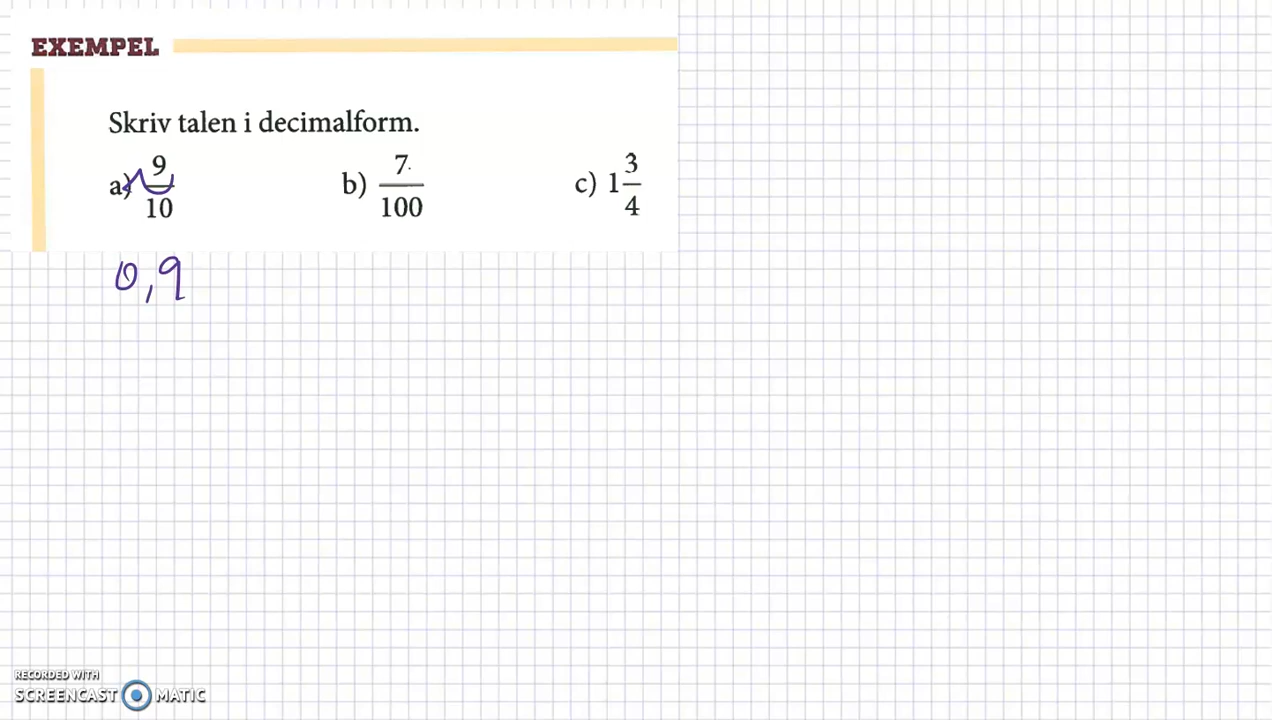 EXEMPEL
Skriv talen i decimalform.
a) 9/10 b) 7/100 c) 1 3/4
0,9
RECORDED WITH
SCREENCAST MATIC